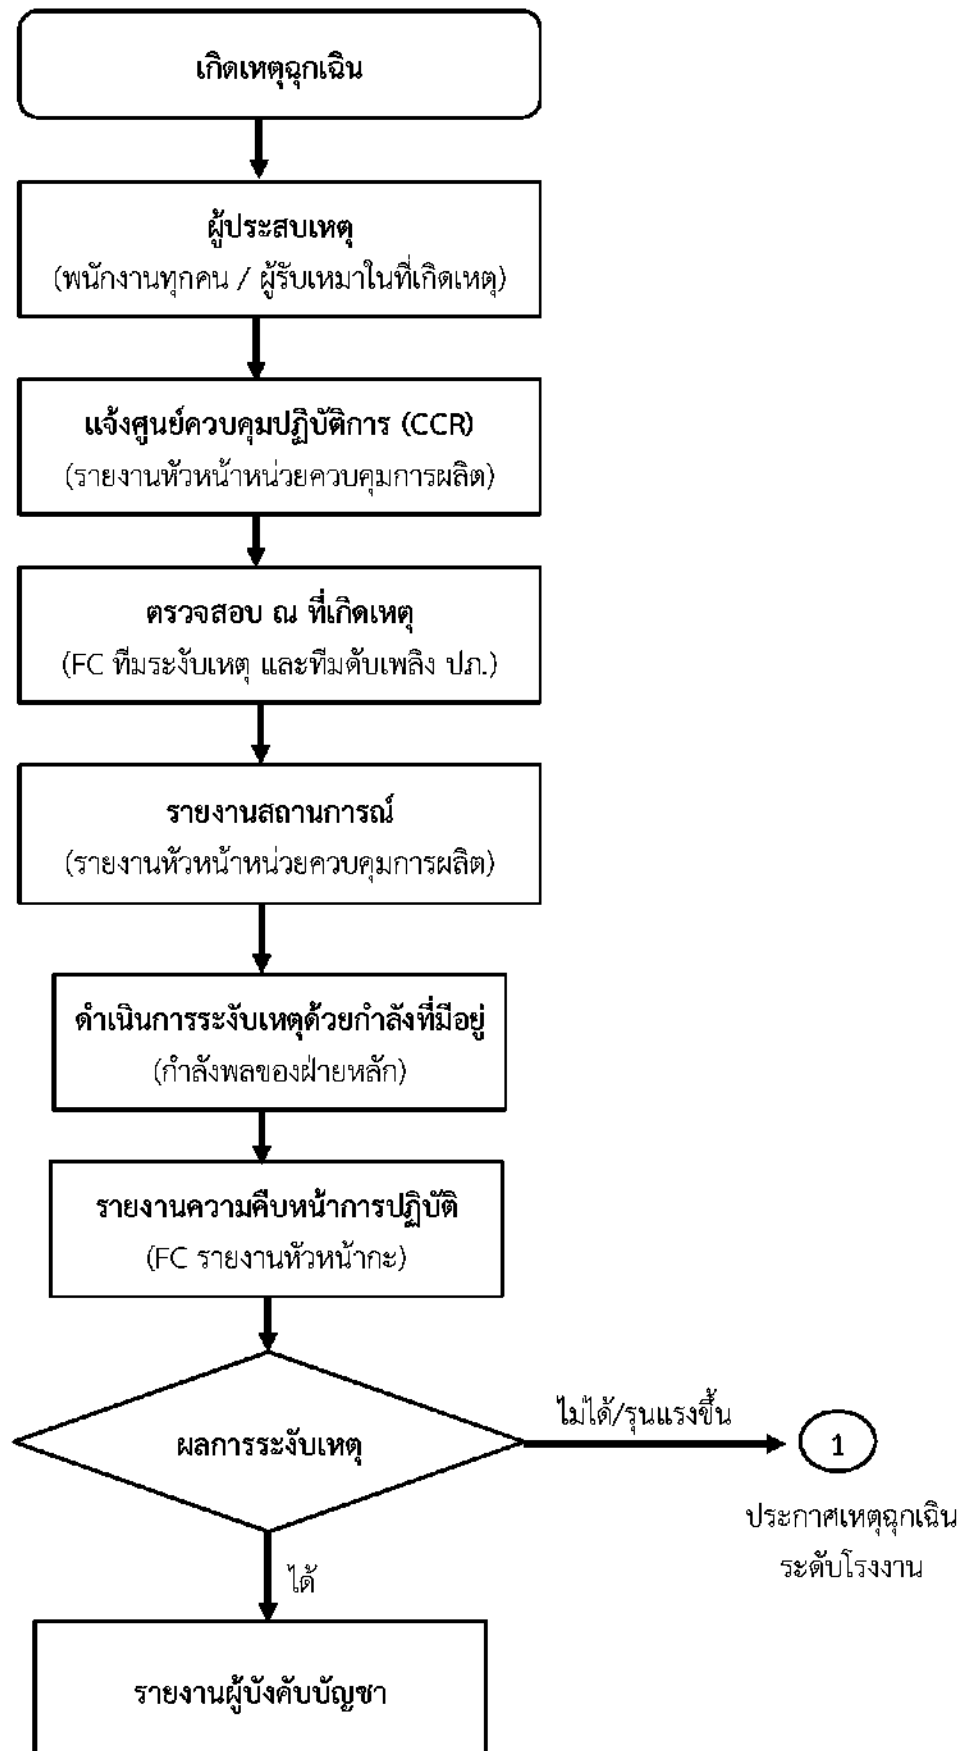 เกิดเหตุฉุกเฉิน
ผู้ประสบเหตุ
(พนักงานทุกคน / ผู้รับเหมาในที่เกิดเหตุ)
แจ้งศูนย์ควบคุมปฏิบัติการ (CCR)
(รายงานหัวหน้าหน่วยควบคุมการผลิต)
ตรวจสอบ ณ ที่เกิดเหตุ
(FC ทีมระงับเหตุ และทีมดับเพลิง ปภ.)
รายงานสถานการณ์
(รายงานหัวหน้าหน่วยควบคุมการผลิต)
ดำเนินการระงับเหตุด้วยกำลังที่มีอยู่
(กำลังพลของฝ่ายหลัก)
รายงานความคืบหน้าการปฏิบัติ
(FC รายงานหัวหน้ากะ)
ผลการระงับเหตุ
ไม่ได้/รุนแรงขึ้น
1
ประกาศเหตุฉุกเฉิน
ระดับโรงงาน
ได้
รายงานผู้บังคับบัญชา